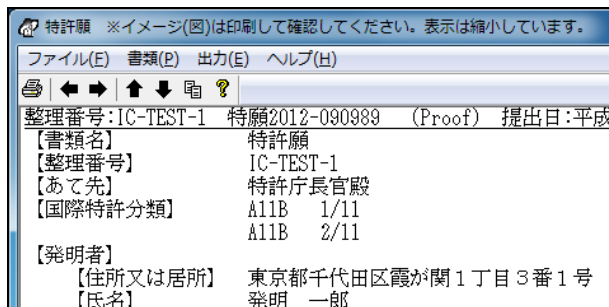 特許願 ※イメージ(図)は印刷して確認してください。表示は縮小しています。
ファイル(F) 書類(P) 出力(E) ヘルプ(H)
整理番号:IC-TEST-1 特願2012-090989 (Proof) 提出日:平成
【書類名】 特許願
【整理番号】 IC-TEST-1
【あて先】 特許庁長官殿
【国際特許分類】 A11B 1/11
A11B 2/11
【発明者】
【住所又は居所】 東京都千代田区霞が関1丁目3番1号
【氏名】 発明 一郎